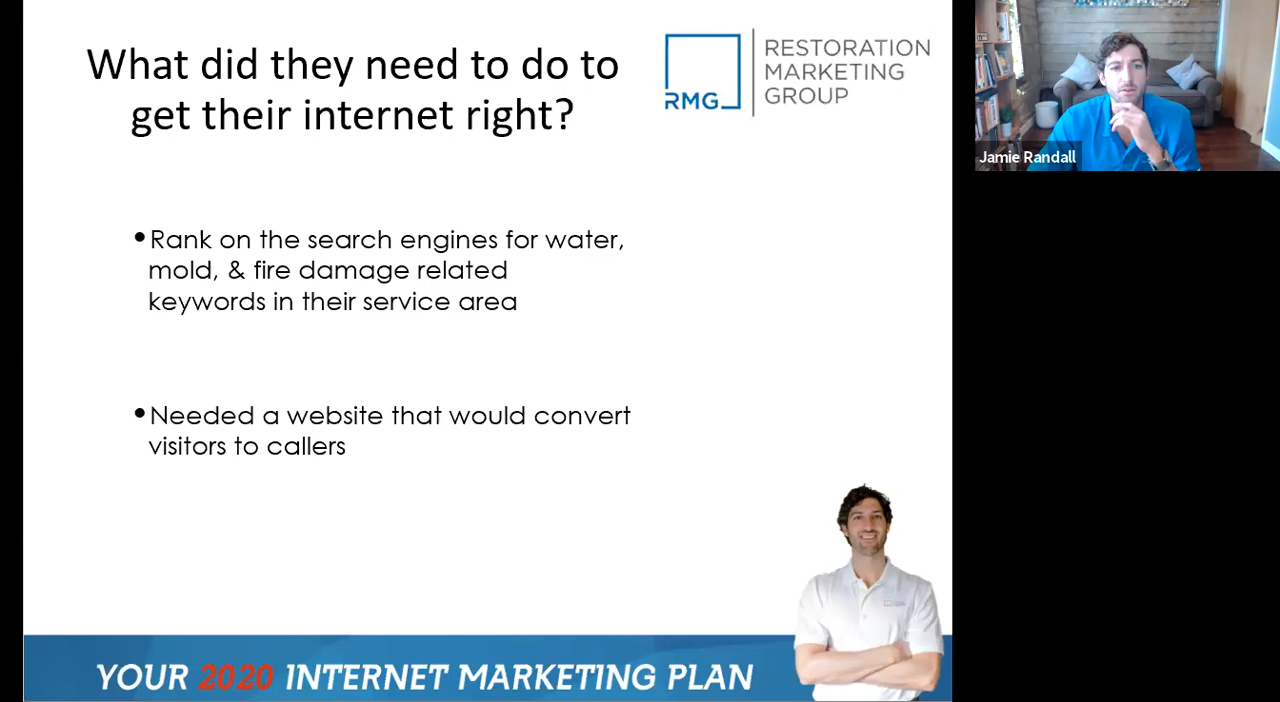 What did they need to do to
get their internet right?
RMG
RESTORATION
MARKETING
GROUP
Jamie Randall
•Rank on the search engines for water,
mold, & fire damage related
keywords in their service area
•Needed a website that would convert
visitors to callers
YOUR 2020 INTERNET MARKETING PLAN